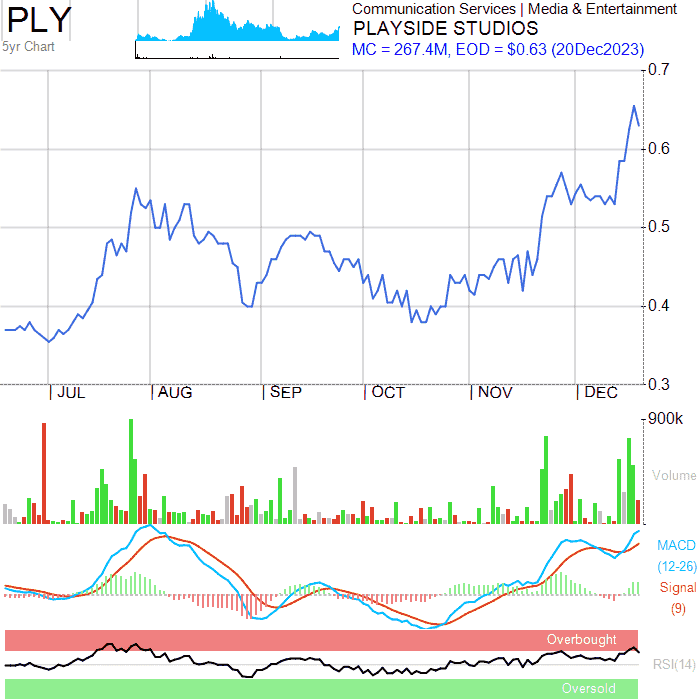 PLY
5yr Chart
Communication Services | Media & Entertainment
PLAYSIDE STUDIOS
MC = 267.4M, EOD = $0.63 (20Dec2023)
0.7
0.6
0.5
0.4
0.3
JUL
AUG
SEP
OCT
NOV
DEC
900k
Volume
MACD
(12-26)
Signal
(9)
Overbought
RSI(14)
Oversold